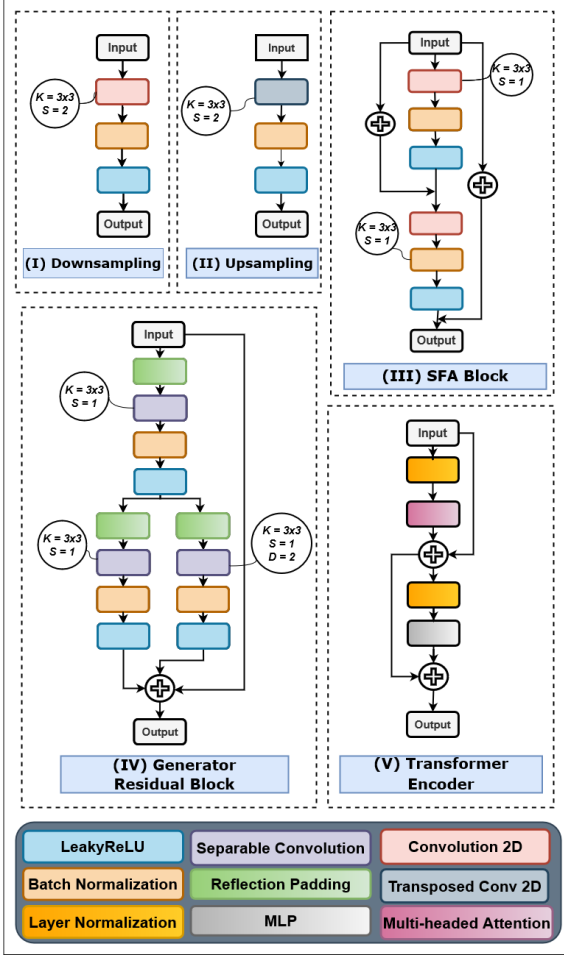 Input
K = 3x3
S = 2
Output
(I) Downsampling
Input
K = 3x3
S = 2
Output
(II) Upsampling
Input
K = 3x3
S = 1
K = 3x3
S = 1
Output
(III) SFA Block
Input
K = 3x3
S = 1
K = 3x3
S = 1
K = 3x3
S = 1
D = 2
Output
(IV) Generator
Residual Block
Input
Output
(V) Transformer
Encoder
LeakyReLU
Separable Convolution
Convolution 2D
Batch Normalization
Reflection Padding
Transposed Conv 2D
Layer Normalization
MLP
Multi-headed Attention